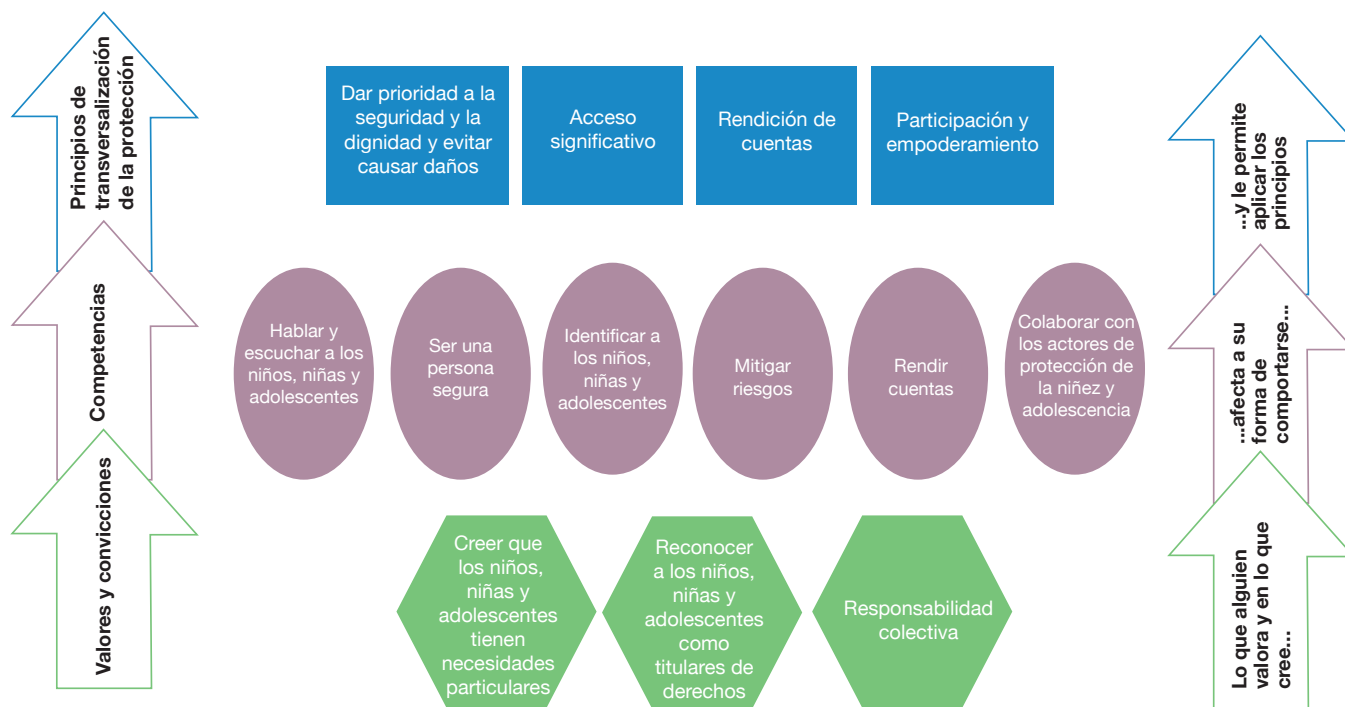 Principios de
transversalización
de la protección
Dar prioridad a la
seguridad y la
dignidad y evitar
causar daños
Acceso
significativo
Rendición de
cuentas
Participación y
empoderamiento
...y le permite
aplicar los
principios
Competencias
Hablar y
escuchar a los
niños, niñas y
adolescentes
Ser una
persona
segura
Identificar a
los niños,
niñas y
adolescentes
Mitigar
riesgos
Rendir
cuentas
Colaborar con
los actores de
protección de
la niñez y
adolescencia
...afecta a su
forma de
comportarse...
Valores y convicciones
Creer que
los niños,
niñas y
adolescentes
tienen
necesidades
particulares
Reconocer
a los niños,
niñas y
adolescentes
como
titulares de
derechos
Responsabilidad
colectiva
Lo que alguien
valora y en lo que
cree...